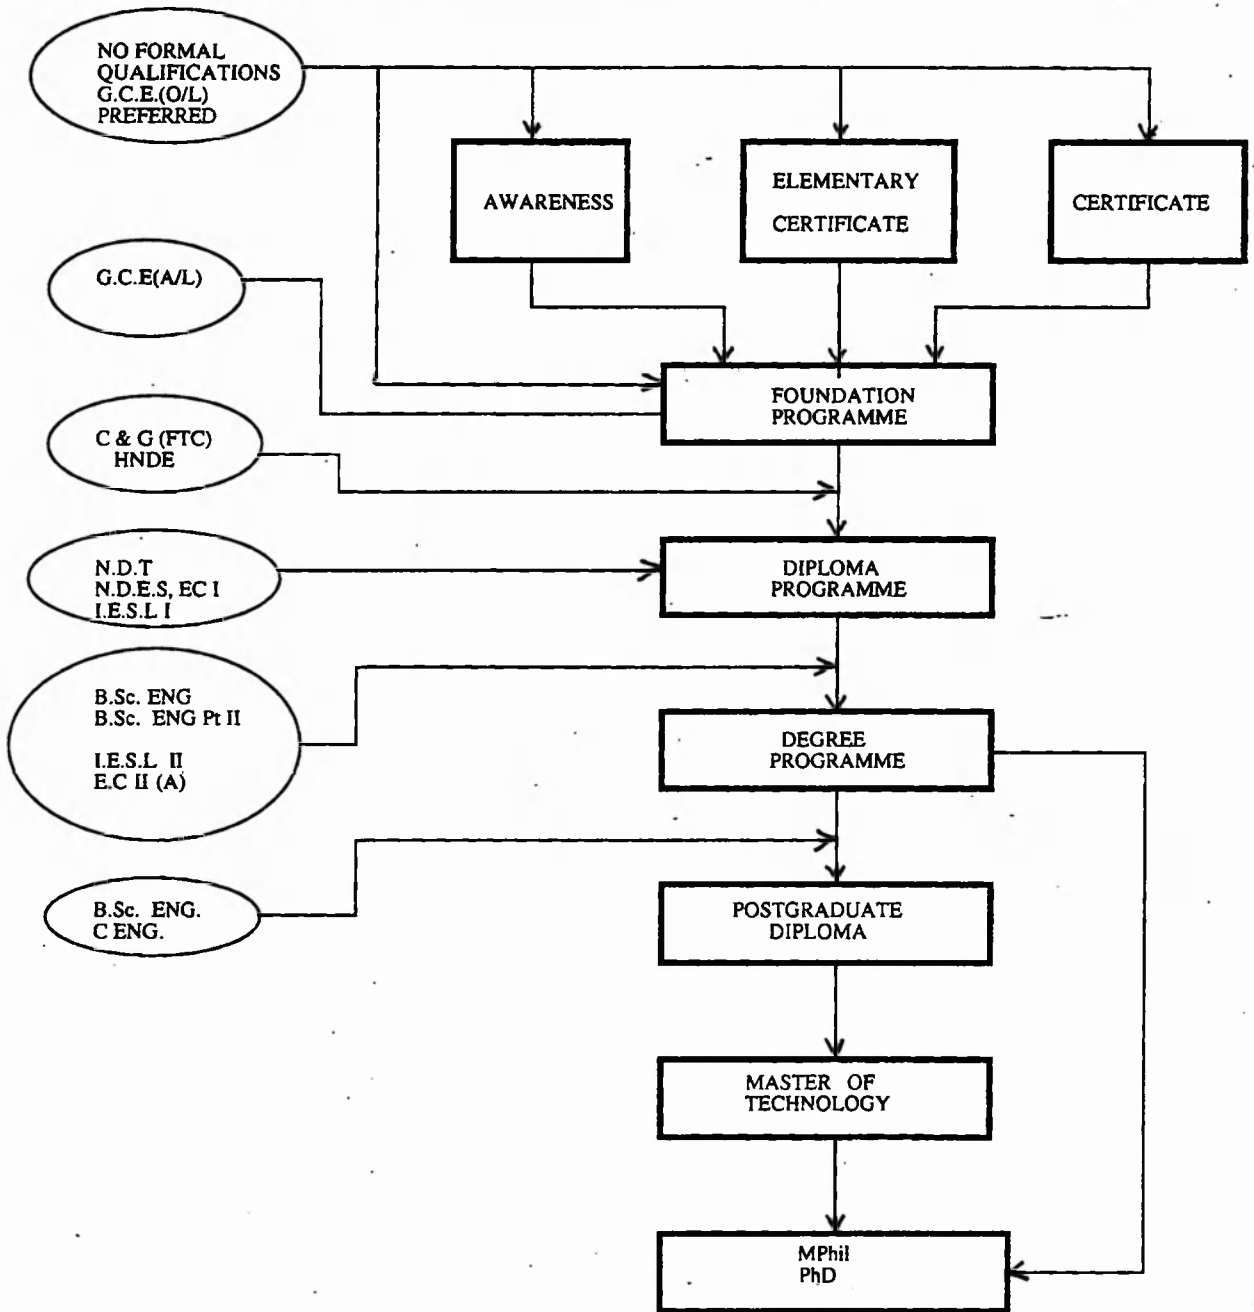 NO FORMAL
QUALIFICATIONS
G.C.E.(O/L)
PREFERRED
AWARENESS
ELEMENTARY
CERTIFICATE
CERTIFICATE
G.C.E(A/L)
FOUNDATION
PROGRAMME
C & G (FTC)
HNDE
N.D.T
N.D.E.S, EC I
I.E.S.L I
DIPLOMA
PROGRAMME
B.Sc. ENG
B.Sc. ENG Pt II
I.E.S.L II
E.C II (A)
DEGREE
PROGRAMME
B.Sc. ENG.
C ENG.
POSTGRADUATE
DIPLOMA
MASTER OF
TECHNOLOGY
MPhil
PhD